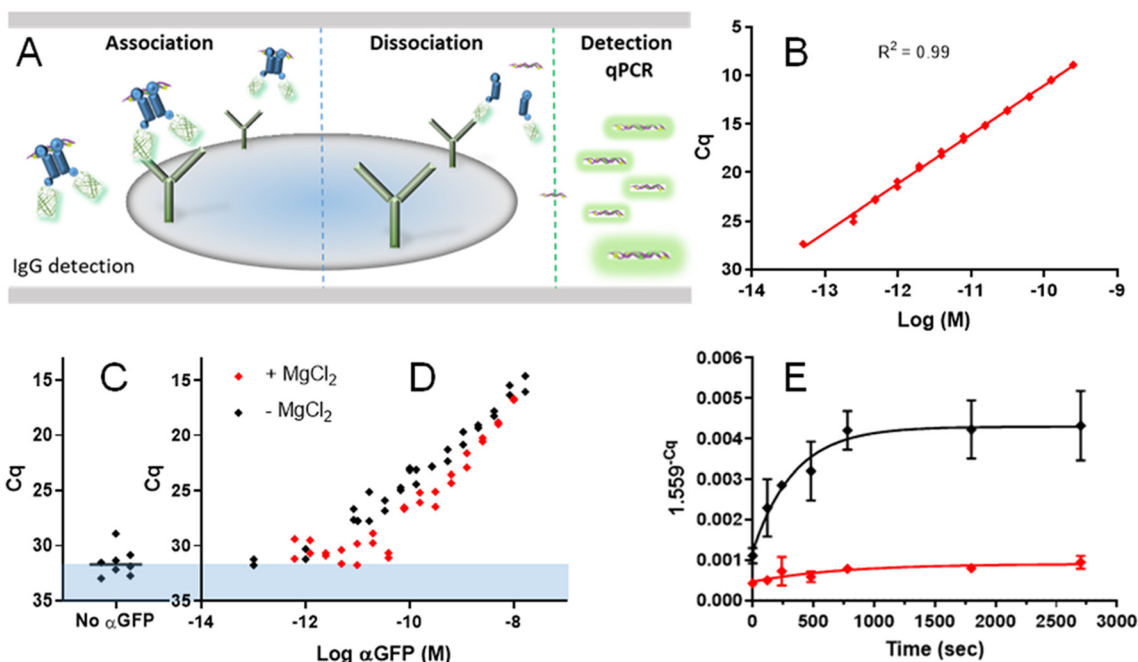 A
Association
Dissociation
Detection
qPCR
IgG detection
B
R² = 0.99
Cq
5
10
15
20
25
30
-14 -13 -12 -11 -10 -9
Log (M)
C
Cq
15
20
25
30
35
No αGFP
D
+ MgCl₂
- MgCl₂
Cq
15
20
25
30
35
-14 -12 -10 -8
Log αGFP (M)
E
1.559⁻ᶜq
0.006
0.005
0.004
0.003
0.002
0.001
0.000
0 500 1000 1500 2000 2500 3000
Time (sec)